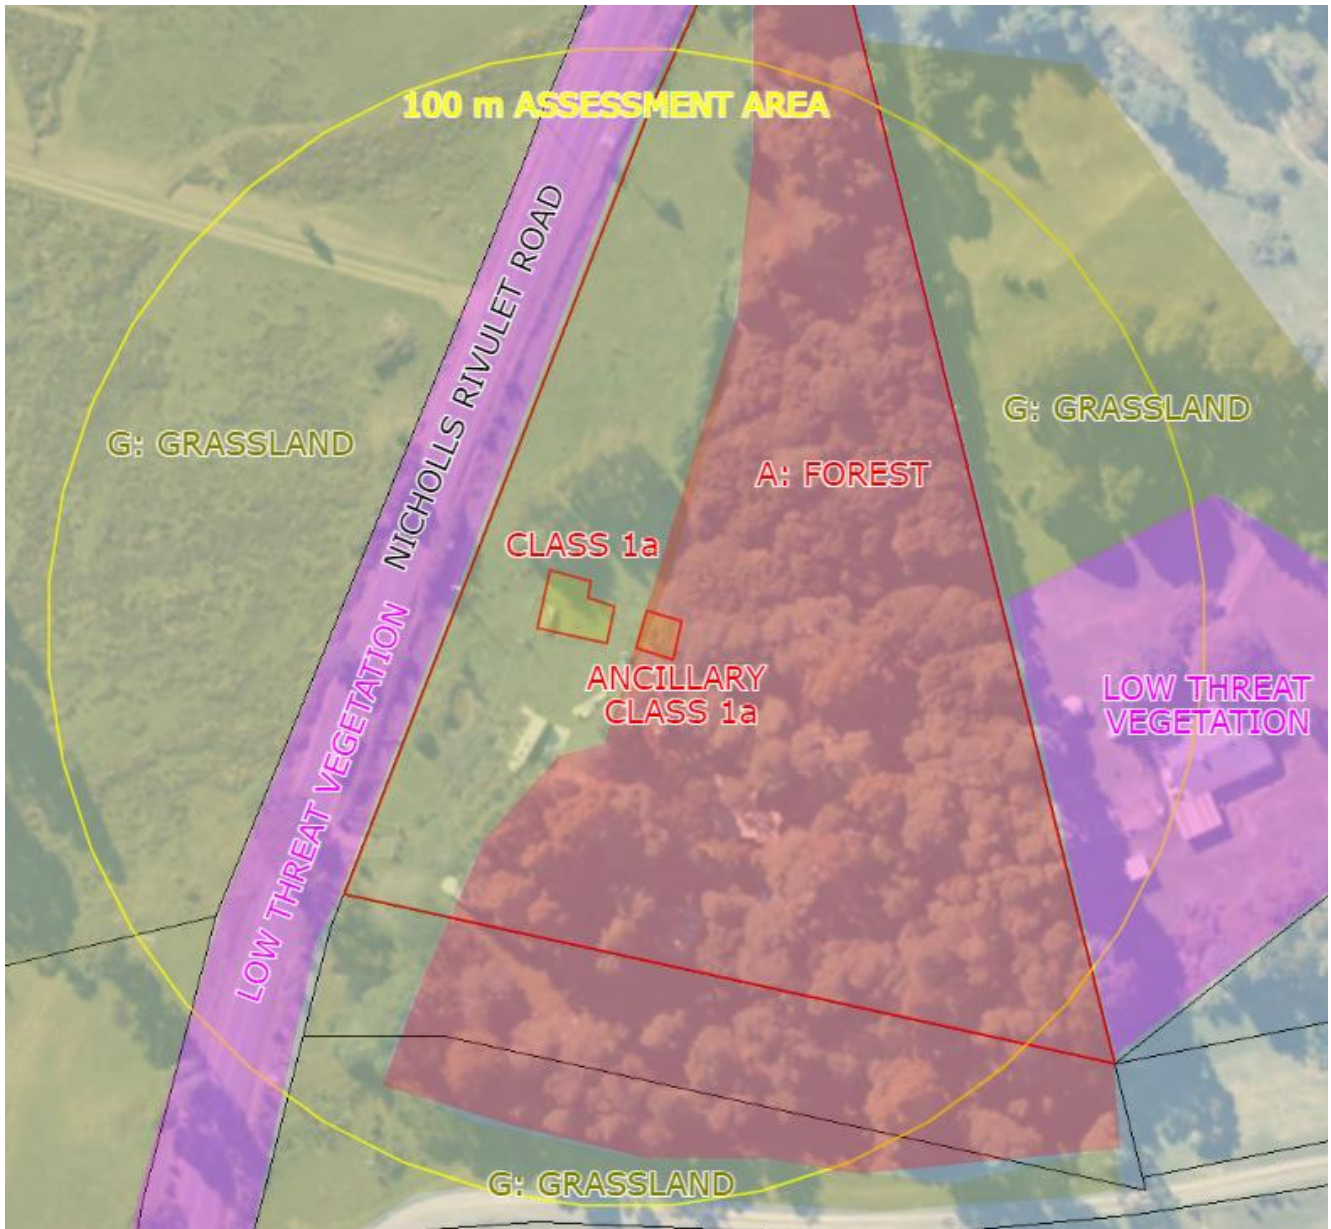 100 m ASSESSMENT AREA
NICHOLLS RIVULET ROAD
G: GRASSLAND
G: GRASSLAND
A: FOREST
CLASS 1a
ANCILLARY
CLASS 1a
LOW THREAT
VEGETATION
LOW THREAT VEGETATION
G: GRASSLAND